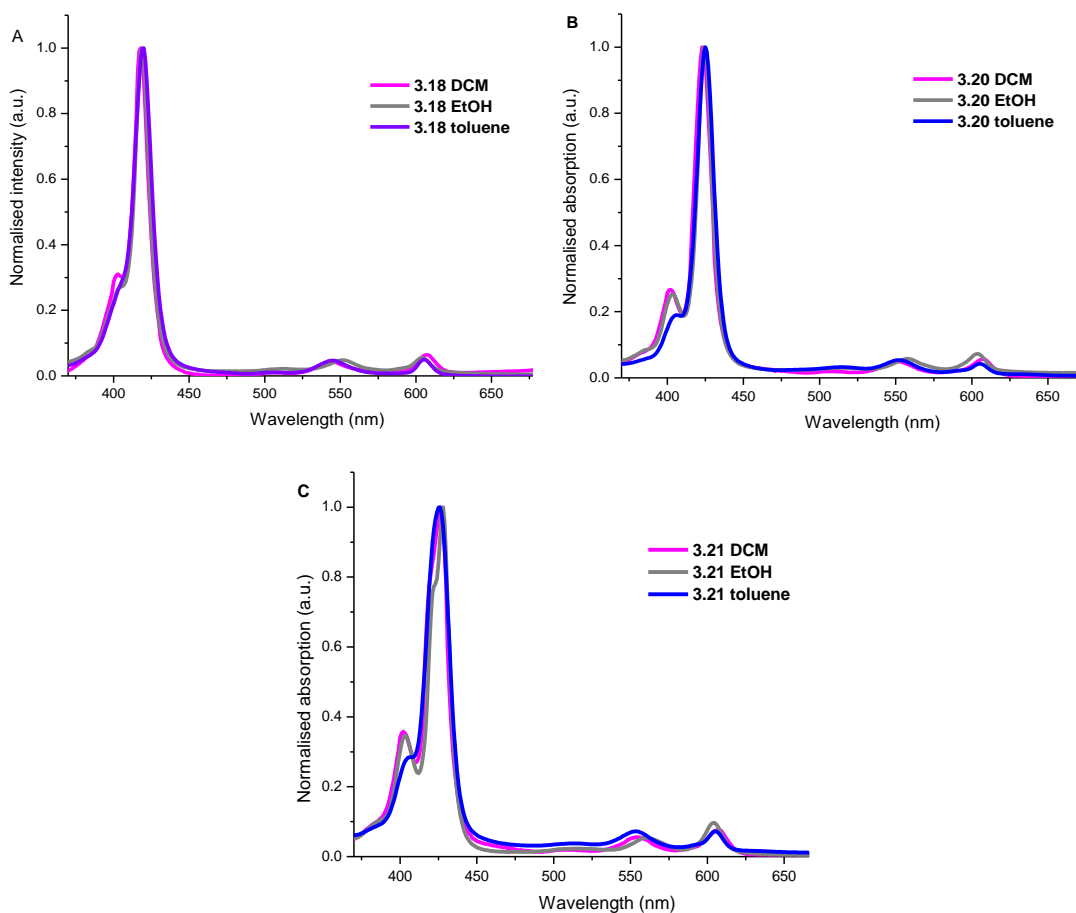 A
Normalised intensity (a.u.)
1.0
0.8
0.6
0.4
0.2
0.0
3.18 DCM
3.18 EtOH
3.18 toluene
400 450 500 550 600 650
Wavelength (nm)
B
Normalised absorption (a.u.)
1.0
0.8
0.6
0.4
0.2
0.0
3.20 DCM
3.20 EtOH
3.20 toluene
400 450 500 550 600 650
Wavelength (nm)
C
Normalised absorption (a.u.)
1.0
0.8
0.6
0.4
0.2
0.0
3.21 DCM
3.21 EtOH
3.21 toluene
400 450 500 550 600 650
Wavelength (nm)